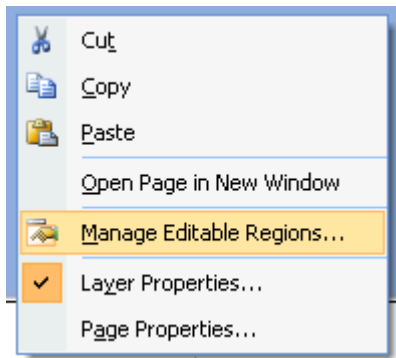 Cut
Copy
Paste
Open Page in New Window
Manage Editable Regions...
Layer Properties...
Page Properties...